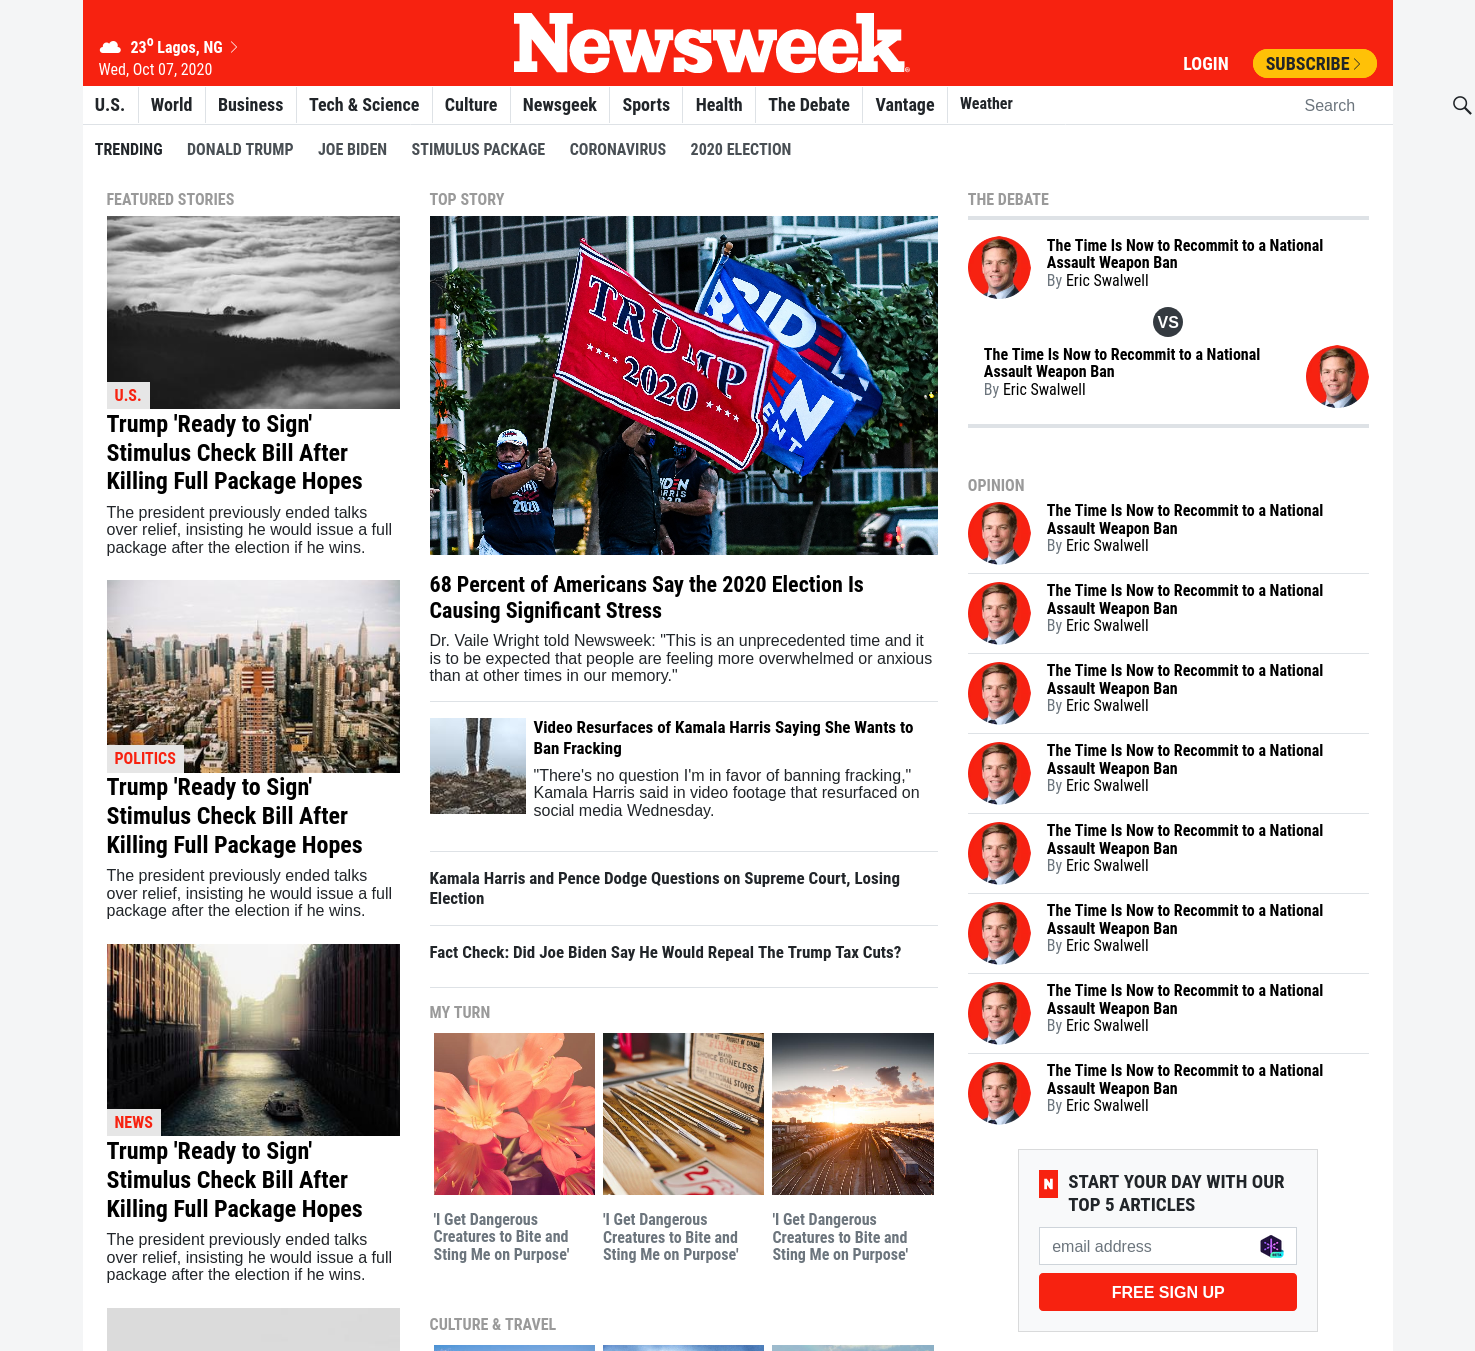 23⁰ Lagos, NG
Wed, Oct 07, 2020
Newsweek
LOGIN
SUBSCRIBE
U.S.
World
Business
Tech & Science
Culture
Newsgeek
Sports
Health
The Debate
Vantage
Weather
Search
TRENDING
DONALD TRUMP
JOE BIDEN
STIMULUS PACKAGE
CORONAVIRUS
2020 ELECTION
FEATURED STORIES
U.S.
Trump 'Ready to Sign'
Stimulus Check Bill After
Killing Full Package Hopes
The president previously ended talks
over relief, insisting he would issue a full
package after the election if he wins.
POLITICS
Trump 'Ready to Sign'
Stimulus Check Bill After
Killing Full Package Hopes
The president previously ended talks
over relief, insisting he would issue a full
package after the election if he wins.
NEWS
Trump 'Ready to Sign'
Stimulus Check Bill After
Killing Full Package Hopes
The president previously ended talks
over relief, insisting he would issue a full
package after the election if he wins.
TOP STORY
TRUMP
2020
BIDEN
68 Percent of Americans Say the 2020 Election Is
Causing Significant Stress
Dr. Vaile Wright told Newsweek: "This is an unprecedented time and it
is to be expected that people are feeling more overwhelmed or anxious
than at other times in our memory."
Video Resurfaces of Kamala Harris Saying She Wants to
Ban Fracking
"There's no question I'm in favor of banning fracking,"
Kamala Harris said in video footage that resurfaced on
social media Wednesday.
Kamala Harris and Pence Dodge Questions on Supreme Court, Losing
Election
Fact Check: Did Joe Biden Say He Would Repeal The Trump Tax Cuts?
MY TURN
'I Get Dangerous
Creatures to Bite and
Sting Me on Purpose'
'I Get Dangerous
Creatures to Bite and
Sting Me on Purpose'
'I Get Dangerous
Creatures to Bite and
Sting Me on Purpose'
CULTURE & TRAVEL
THE DEBATE
The Time Is Now to Recommit to a National
Assault Weapon Ban
By Eric Swalwell
VS
The Time Is Now to Recommit to a National
Assault Weapon Ban
By Eric Swalwell
OPINION
The Time Is Now to Recommit to a National
Assault Weapon Ban
By Eric Swalwell
The Time Is Now to Recommit to a National
Assault Weapon Ban
By Eric Swalwell
The Time Is Now to Recommit to a National
Assault Weapon Ban
By Eric Swalwell
The Time Is Now to Recommit to a National
Assault Weapon Ban
By Eric Swalwell
The Time Is Now to Recommit to a National
Assault Weapon Ban
By Eric Swalwell
The Time Is Now to Recommit to a National
Assault Weapon Ban
By Eric Swalwell
The Time Is Now to Recommit to a National
Assault Weapon Ban
By Eric Swalwell
The Time Is Now to Recommit to a National
Assault Weapon Ban
By Eric Swalwell
N
START YOUR DAY WITH OUR
TOP 5 ARTICLES
email address
FREE SIGN UP